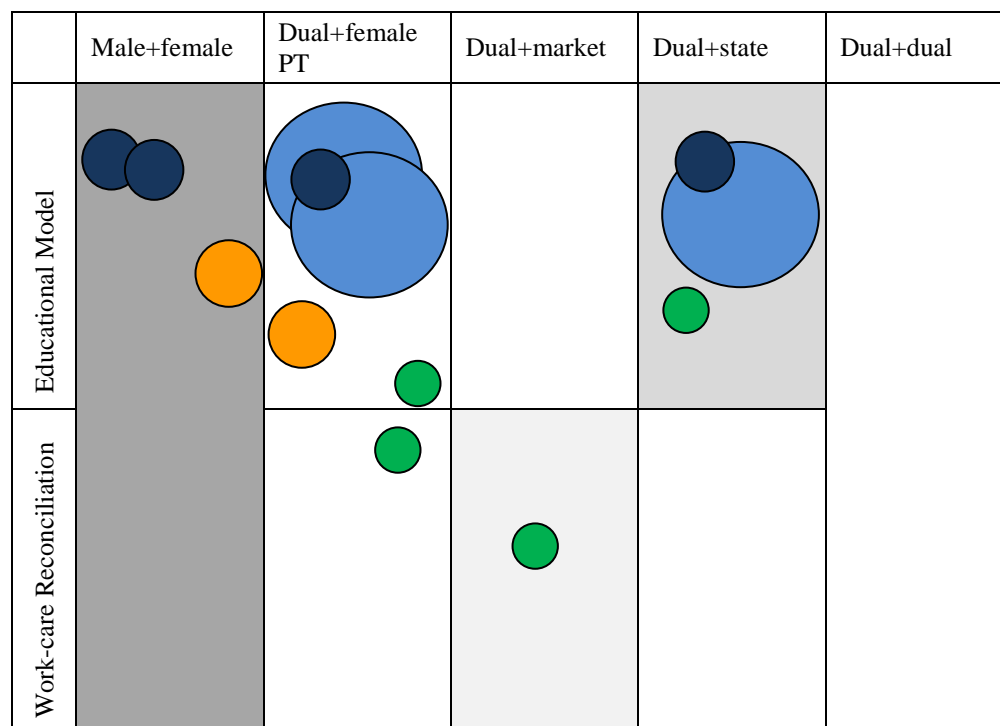 Male+female
Dual+female
PT
Dual+market
Dual+state
Dual+dual
Educational Model
Work-care Reconciliation